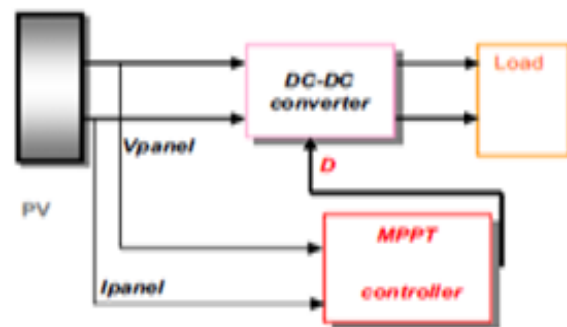 DC-DC
converter
Load
Vpanel
D
PV
MPPT
controller
Ipanel